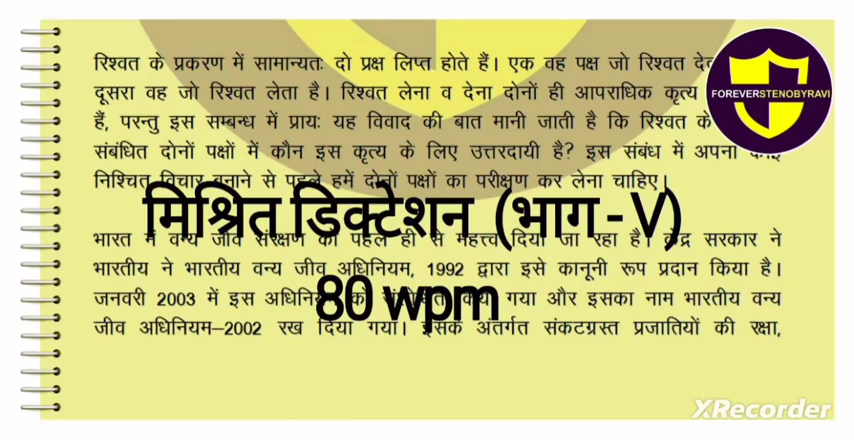 रिश्वत के प्रकरण में सामान्यतः दो प्रक्ष लिप्त होते हैं। एक वह पक्ष जो रिश्वत
दूसरा वह जो रिश्वत लेता है। रिश्वत लेना व देना दोनों ही आपराधिक कृत्य
FOREVERSTENOBYRAVI
हैं, परन्तु इस सम्बन्ध में प्रायः यह विवाद की बात मानी जाती है कि रिश्वत के
संबंधित दोनों पक्षों में कौन इस कृत्य के लिए उत्तरदायी है? इस संबंध में अपना
निश्चित विचार बनाने से पहले हमें दोनों पक्षों का परीक्षण कर लेना चाहिए।
मिश्रित डिक्टेशन (भाग - V)
भारत में वन्य जीव संरक्षण को पहले ही से महत्त्व दिया जा रहा है। केंद्र सरकार ने
भारतीय ने भारतीय वन्य जीव अधिनियम, 1992 द्वारा इसे कानूनी रूप प्रदान किया है।
80 wpm
जनवरी 2003 में इस गया और इसका नाम भारतीय वन्य
जीव अधिनियम–2002 रख दिया गया। इसके अंतर्गत संकटग्रस्त प्रजातियों की रक्षा,
XRecorder